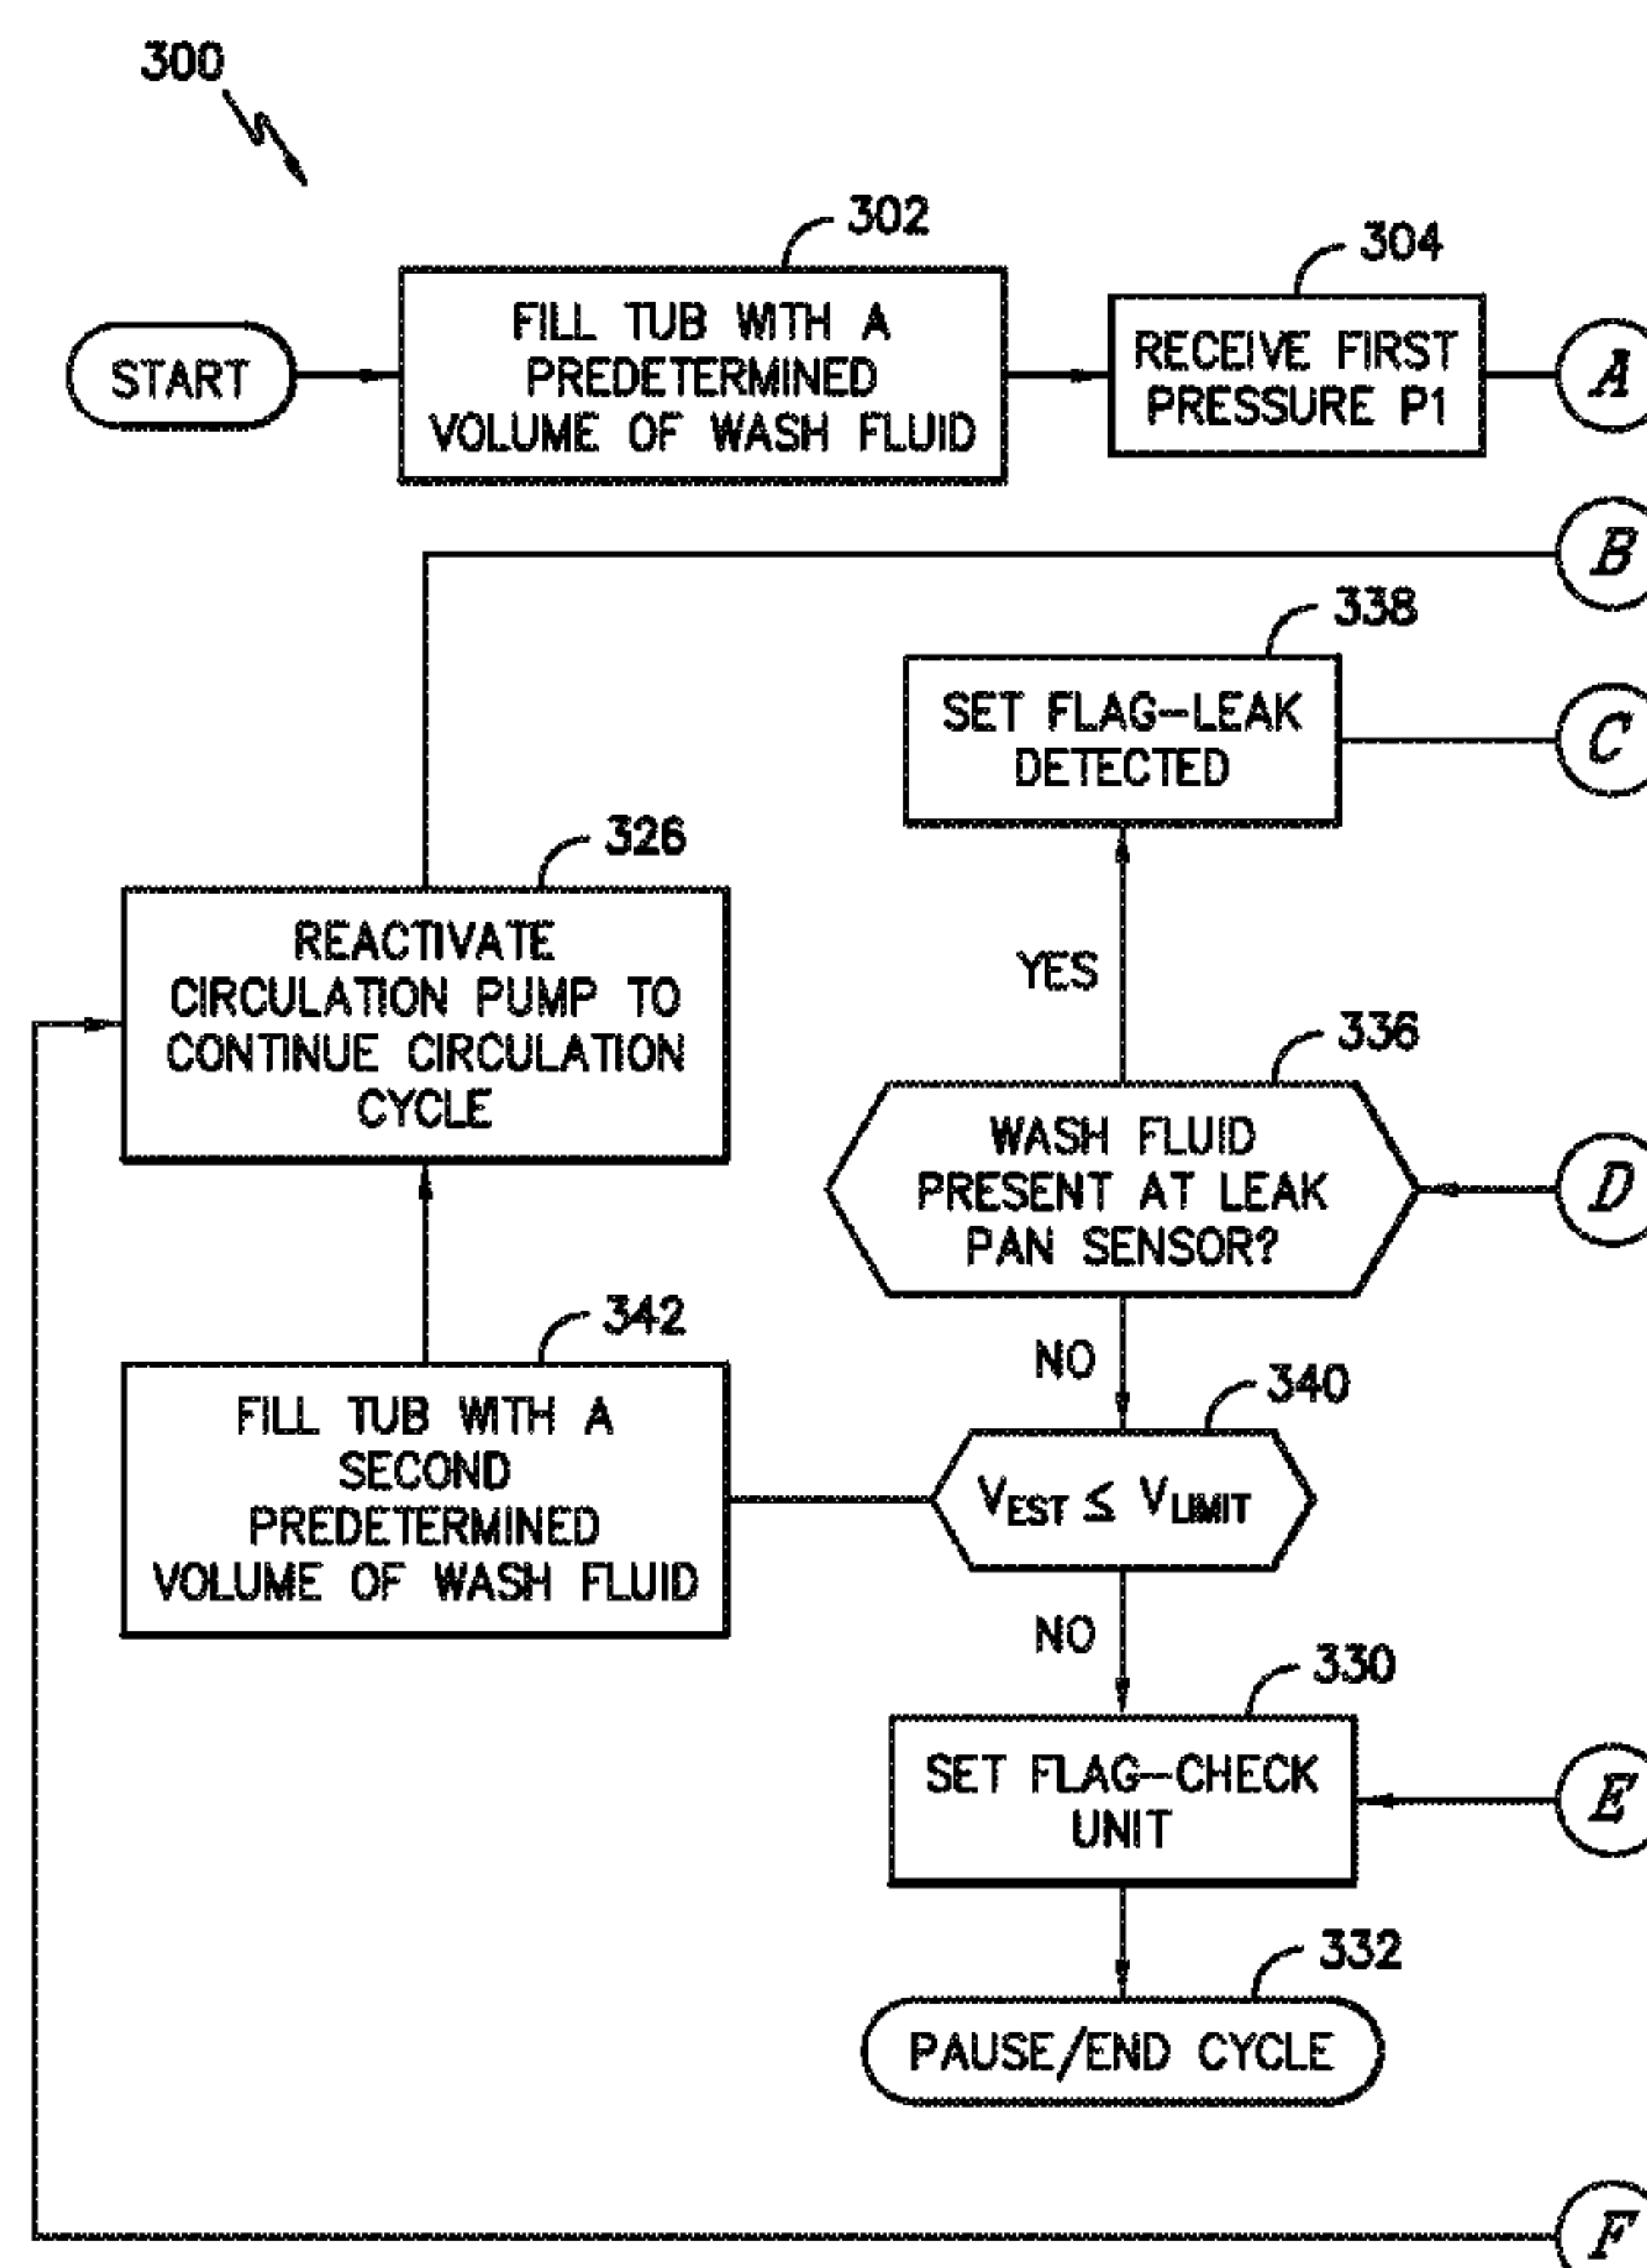 300
302
304
START
FILL TUB WITH A
PREDETERMINED
VOLUME OF WASH FLUID
RECEIVE FIRST
PRESSURE P1
A
B
338
SET FLAG-LEAK
DETECTED
C
326
REACTIVATE
CIRCULATION PUMP TO
CONTINUE CIRCULATION
CYCLE
YES
336
WASH FLUID
PRESENT AT LEAK
PAN SENSOR?
D
342
NO
340
FILL TUB WITH A
SECOND
PREDETERMINED
VOLUME OF WASH FLUID
VEST ≤ VLIMIT
NO
330
SET FLAG-CHECK
UNIT
E
332
PAUSE/END CYCLE
F